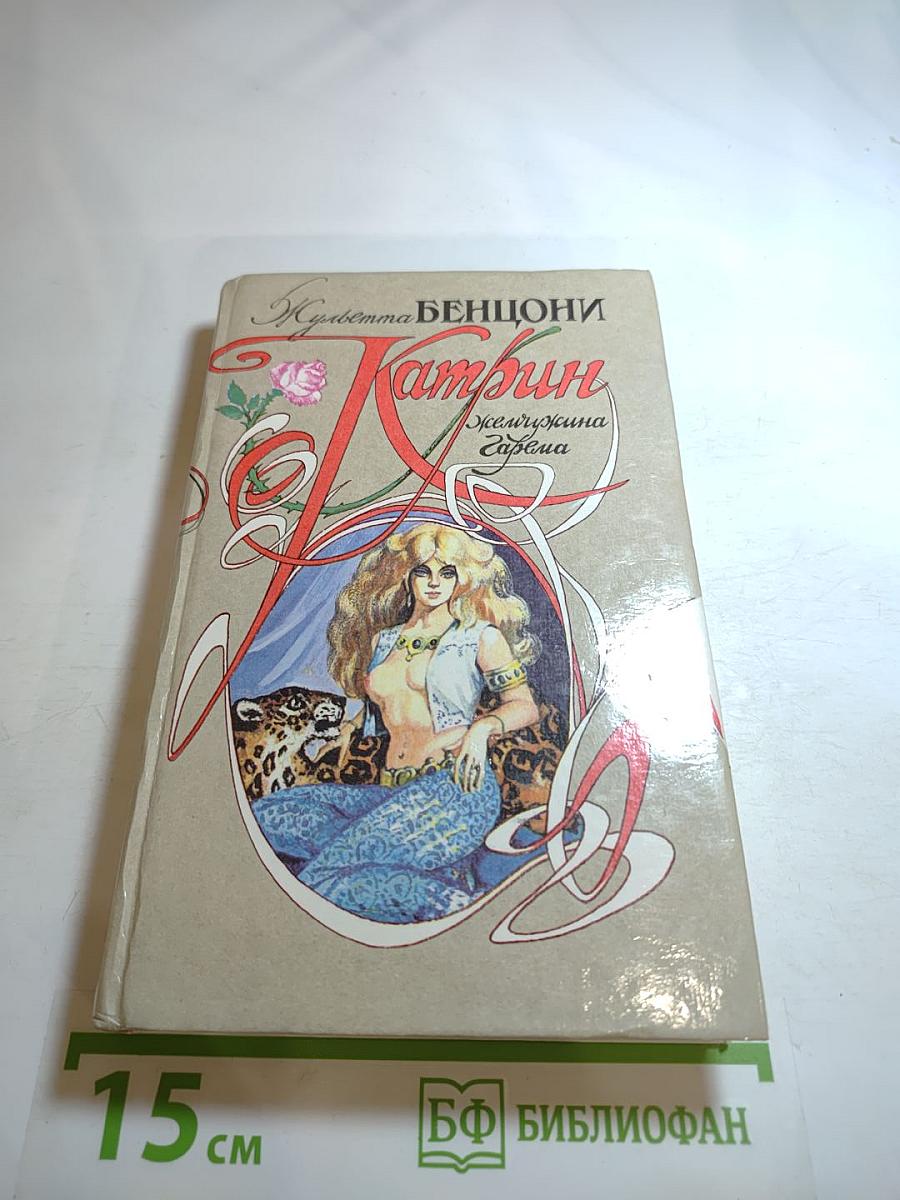 Жульетта БЕНЦОНИ
Катрин
жемчужина
гарема
15 см
БФ БИБЛИОФАН